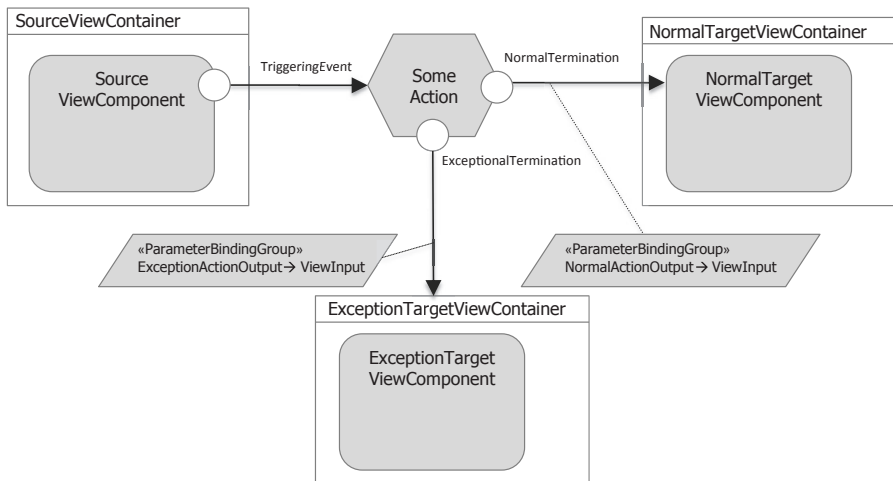 SourceViewContainer
Source
ViewComponent
TriggeringEvent
Some
Action
NormalTermination
NormalTargetViewContainer
NormalTarget
ViewComponent
ExceptionalTermination
«ParameterBindingGroup»
ExceptionActionOutput→ ViewInput
«ParameterBindingGroup»
NormalActionOutput→ ViewInput
ExceptionTargetViewContainer
ExceptionTarget
ViewComponent